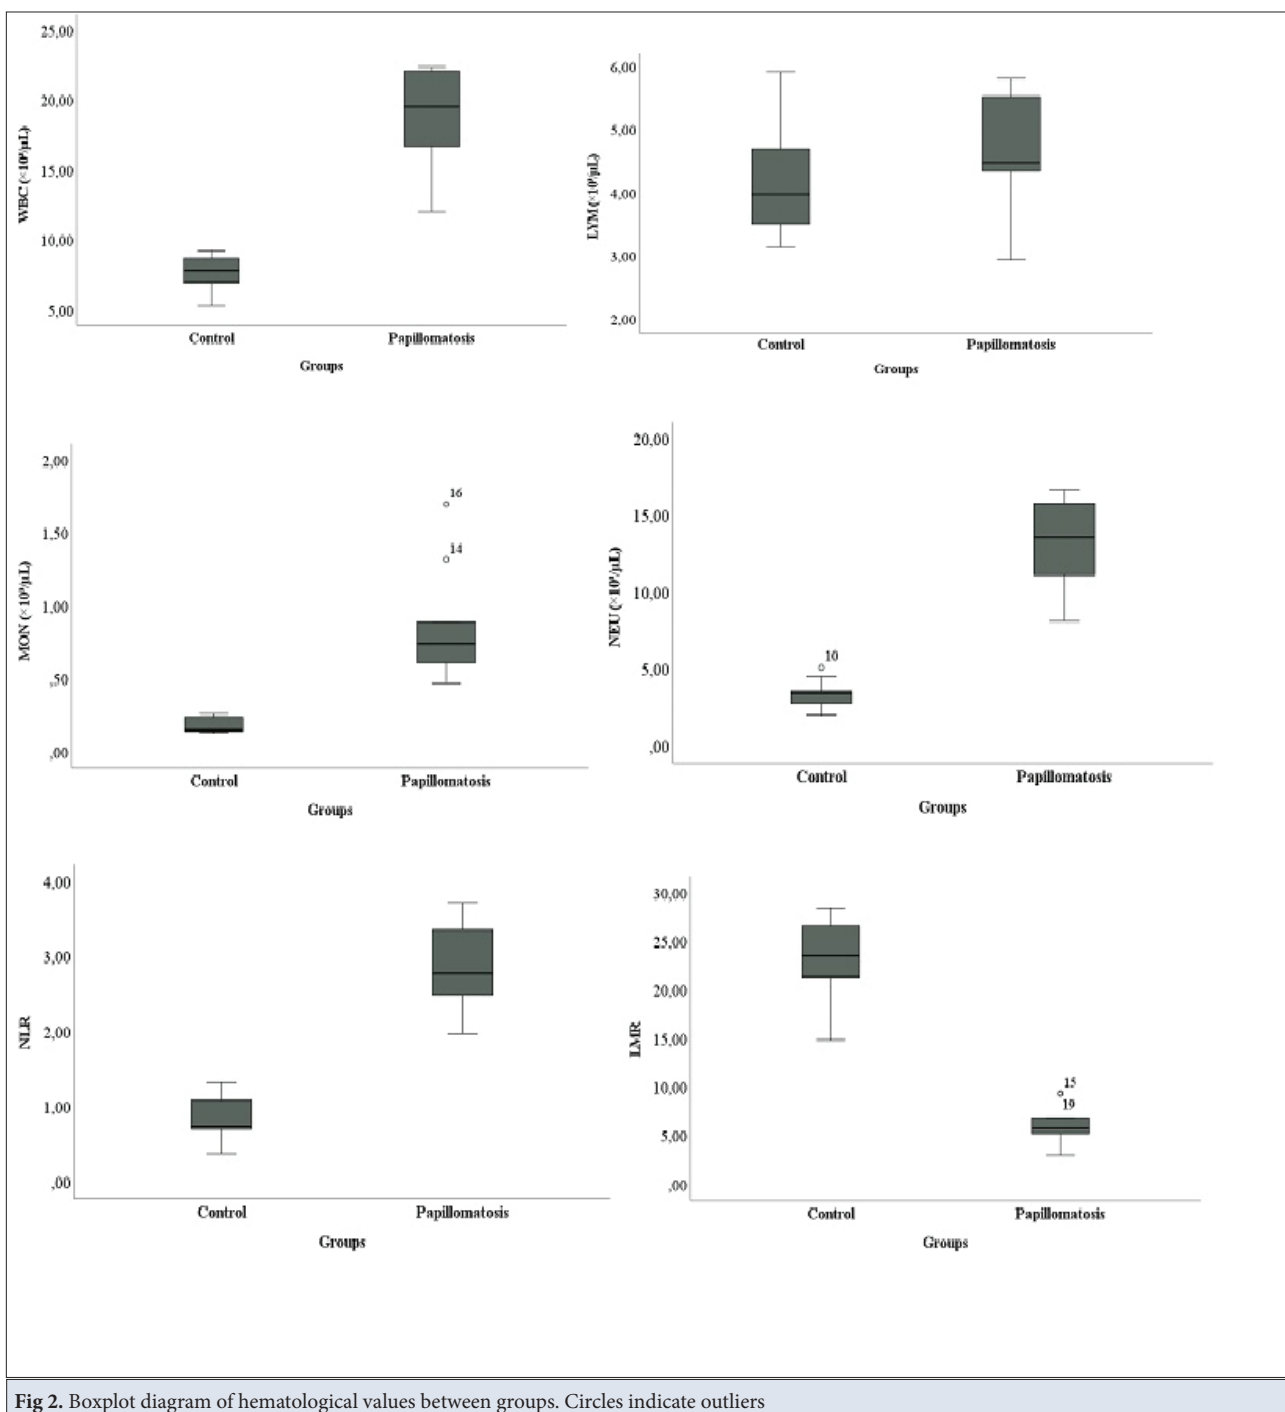 25,00
20,00
15,00
10,00
5,00
WBC (×10³/µL)
Control Papillomatosis
Groups
6,00
5,00
4,00
3,00
2,00
LYM (×10³/µL)
Control Papillomatosis
Groups
2,00
1,50
1,00
,50
,00
MON (×10³/µL)
16
14
Control Papillomatosis
Groups
20,00
15,00
10,00
5,00
,00
NEU (×10³/µL)
10
Control Papillomatosis
Groups
4,00
3,00
2,00
1,00
,00
NLR
Control Papillomatosis
Groups
30,00
25,00
20,00
15,00
10,00
5,00
,00
LMR
15
19
Control Papillomatosis
Groups
Fig 2. Boxplot diagram of hematological values between groups. Circles indicate outliers